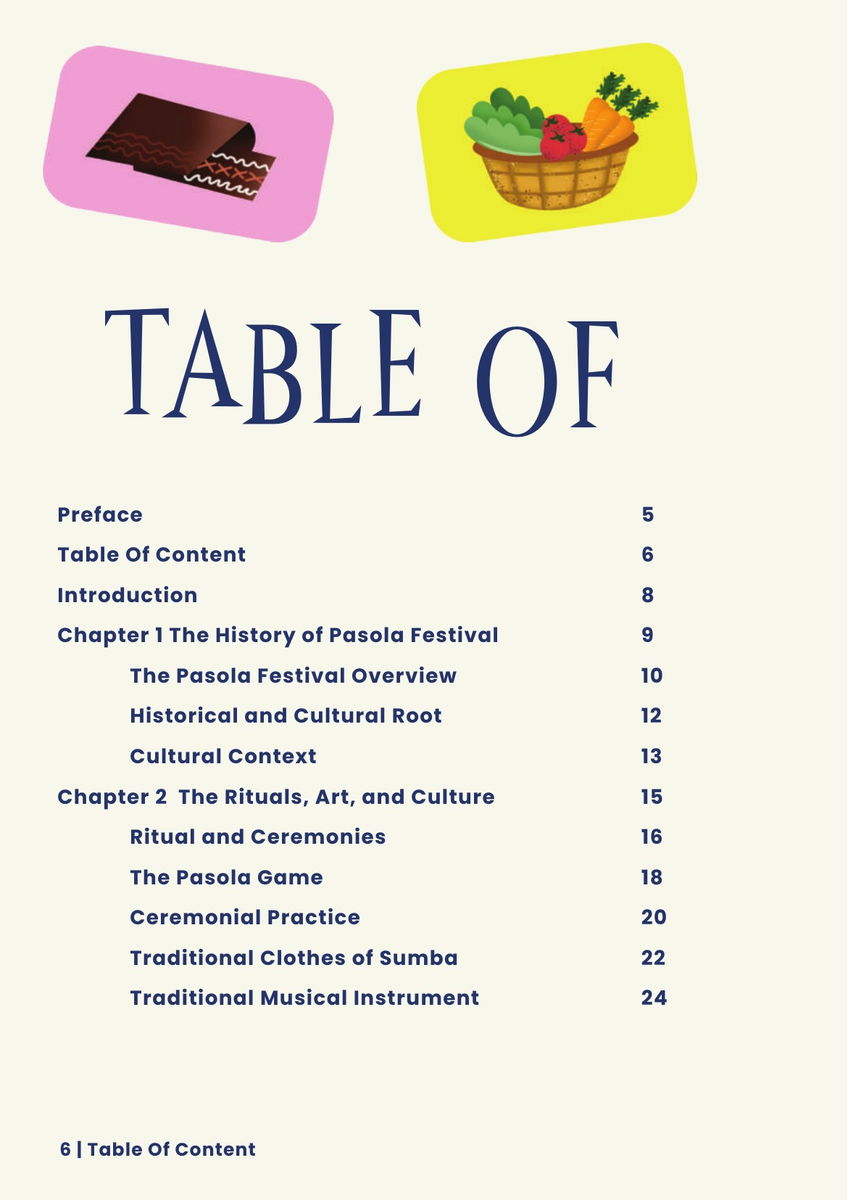 TABLE OF
Preface 5
Table Of Content 6
Introduction 8
Chapter 1 The History of Pasola Festival 9
The Pasola Festival Overview 10
Historical and Cultural Root 12
Cultural Context 13
Chapter 2  The Rituals, Art, and Culture 15
Ritual and Ceremonies 16
The Pasola Game 18
Ceremonial Practice 20
Traditional Clothes of Sumba 22
Traditional Musical Instrument 24
6 | Table Of Content